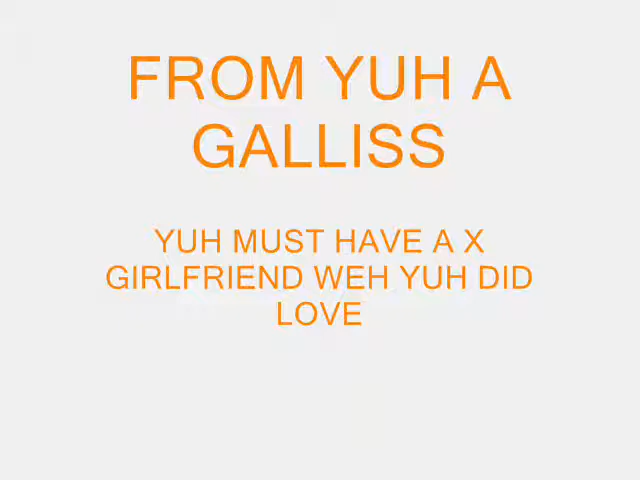 FROM YUH A
GALLISS
YUH MUST HAVE A X
GIRLFRIEND WEH YUH DID
LOVE